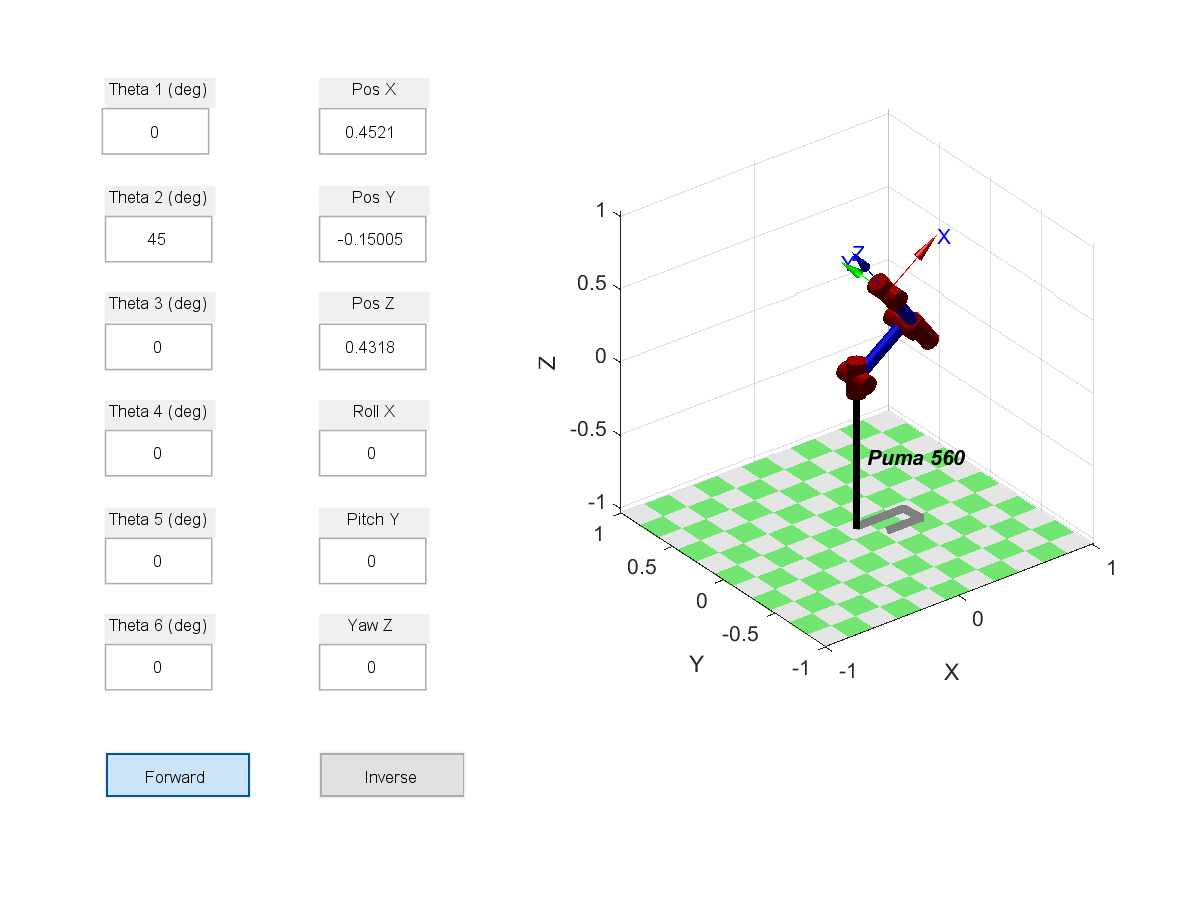 Theta 1 (deg)
0
Pos X
0.4521
Theta 2 (deg)
45
Pos Y
-0.15005
Theta 3 (deg)
0
Pos Z
0.4318
Theta 4 (deg)
0
Roll X
0
Theta 5 (deg)
0
Pitch Y
0
Theta 6 (deg)
0
Yaw Z
0
Forward
Inverse
1
0.5
0
-0.5
-1
Z
X
Z
Y
Puma 560
1
0.5
0
-0.5
-1
Y
-1
0
1
X